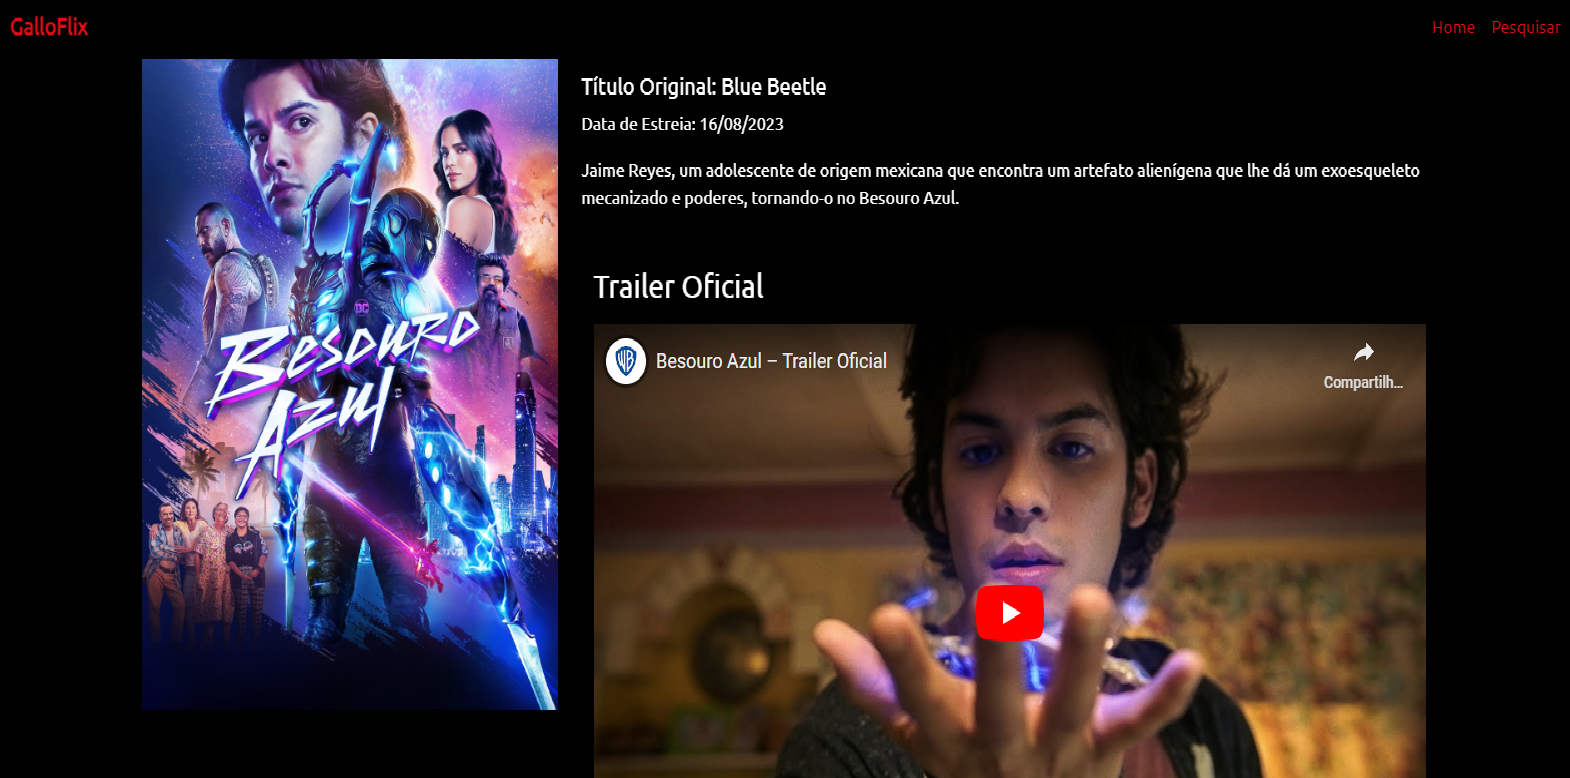 GalloFlix
Home Pesquisar
Título Original: Blue Beetle
Data de Estreia: 16/08/2023
Jaime Reyes, um adolescente de origem mexicana que encontra um artefato alienígena que lhe dá um exoesqueleto
mecanizado e poderes, tornando-o no Besouro Azul.
DC
BESOURO
AZUL
Trailer Oficial
WB
Besouro Azul – Trailer Oficial
Compartilh...